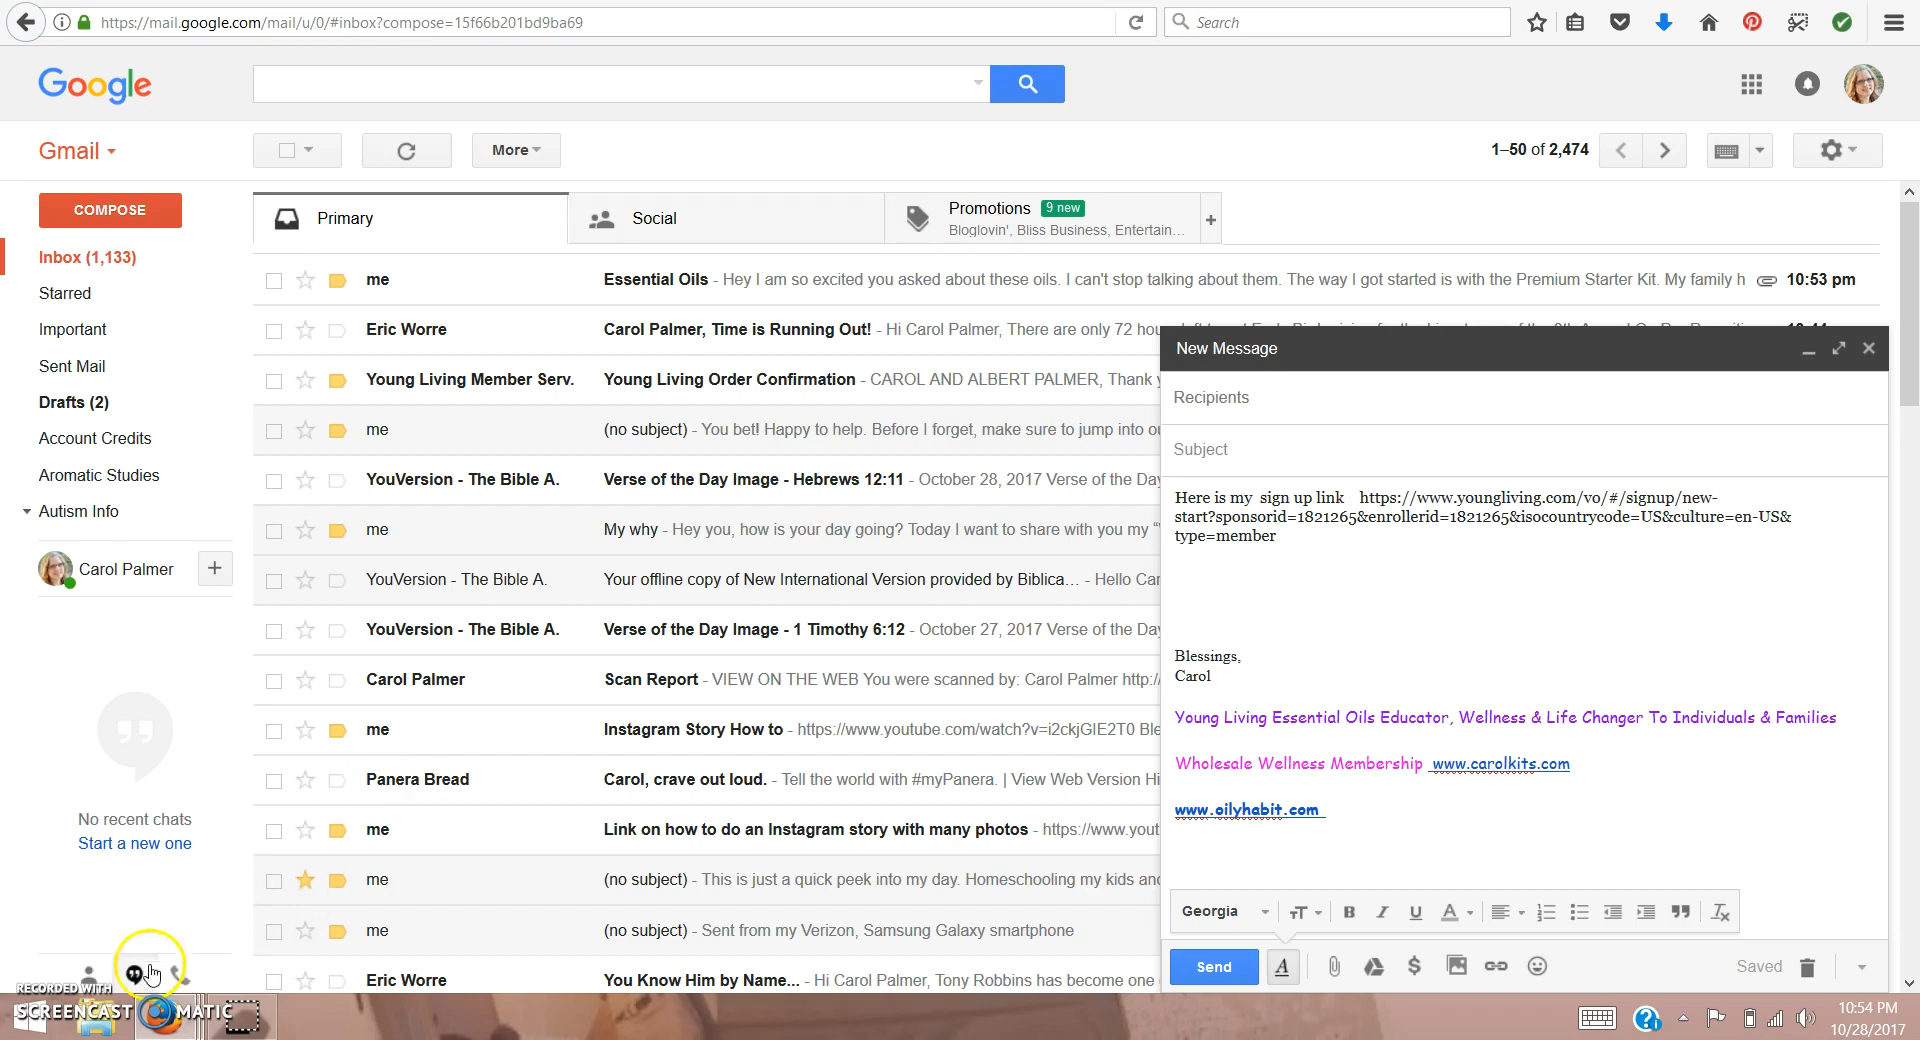 https://mail.google.com/mail/u/0/#inbox?compose=15f66b201bd9ba69
Search
Google
Gmail
More
1–50 of 2,474
COMPOSE
Inbox (1,133)
Starred
Important
Sent Mail
Drafts (2)
Account Credits
Aromatic Studies
Autism Info
Carol Palmer
No recent chats
Start a new one
Primary
Social
Promotions 9 new
Bloglovin', Bliss Business, Entertain…
me Essential Oils - Hey I am so excited you asked about these oils. I can't stop talking about them. The way I got started is with the Premium Starter Kit. My family h 10:53 pm
Eric Worre Carol Palmer, Time is Running Out! - Hi Carol Palmer, There are only 72 hou
Young Living Member Serv. Young Living Order Confirmation - CAROL AND ALBERT PALMER, Thank y
me (no subject) - You bet! Happy to help. Before I forget, make sure to jump into ou
YouVersion - The Bible A. Verse of the Day Image - Hebrews 12:11 - October 28, 2017 Verse of the Day
me My why - Hey you, how is your day going? Today I want to share with you my “
YouVersion - The Bible A. Your offline copy of New International Version provided by Biblica… - Hello Car
YouVersion - The Bible A. Verse of the Day Image - 1 Timothy 6:12 - October 27, 2017 Verse of the Day
Carol Palmer Scan Report - VIEW ON THE WEB You were scanned by: Carol Palmer http:/
me Instagram Story How to - https://www.youtube.com/watch?v=i2ckjGIE2T0 Ble
Panera Bread Carol, crave out loud. - Tell the world with #myPanera. | View Web Version Hi
me Link on how to do an Instagram story with many photos - https://www.yout
me (no subject) - This is just a quick peek into my day. Homeschooling my kids and
me (no subject) - Sent from my Verizon, Samsung Galaxy smartphone
Eric Worre You Know Him by Name... - Hi Carol Palmer, Tony Robbins has become one
New Message
Recipients
Subject
Here is my sign up link https://www.youngliving.com/vo/#/signup/new-
start?sponsorid=1821265&enrollerid=1821265&isocountrycode=US&culture=en-US&
type=member
Blessings,
Carol
Young Living Essential Oils Educator, Wellness & Life Changer To Individuals & Families
Wholesale Wellness Membership www.carolkits.com
www.oilyhabit.com
Georgia
Send
Saved
RECORDED WITH
SCREENCAST MATIC
10:54 PM
10/28/2017